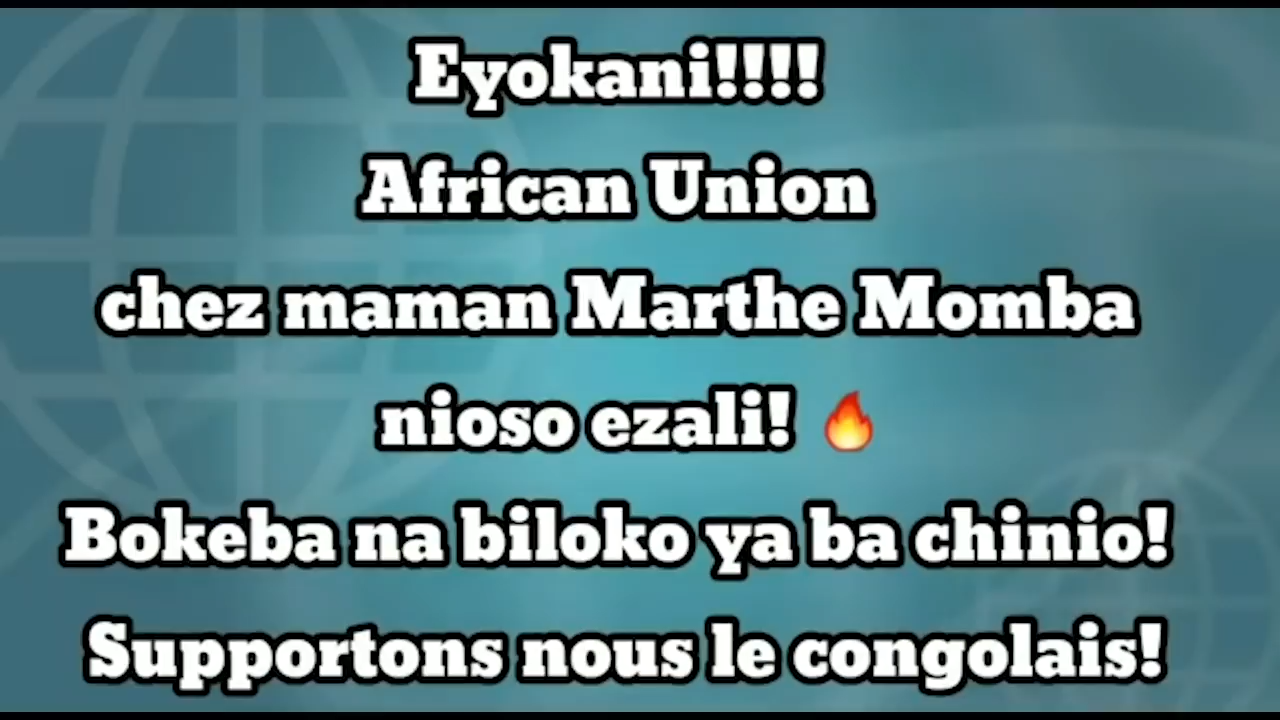 Eyokani!!!!
African Union
chez maman Marthe Momba
nioso ezali! 🔥
Bokeba na biloko ya ba chinio!
Supportons nous le congolais!